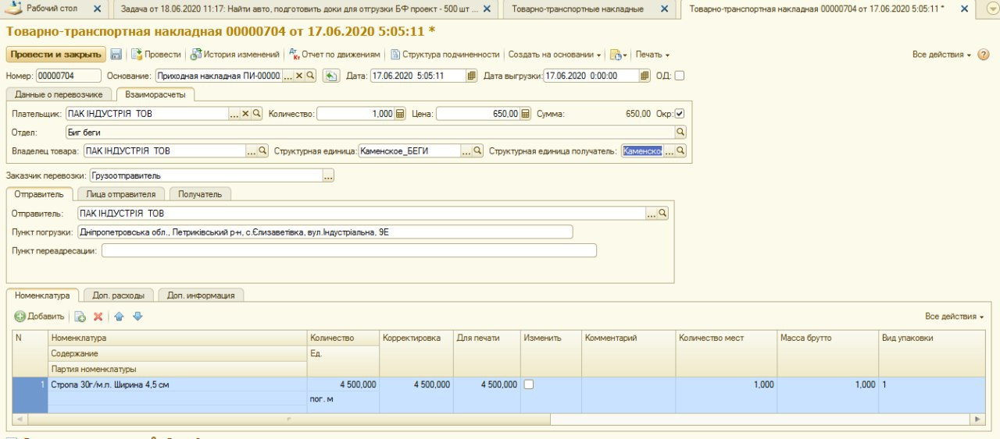 Рабочий стол Задача от 18.06.2020 11:17: Найти авто, подготовить доки для отгрузки БФ проект - 500 шт ... Товарно-транспортные накладные Товарно-транспортная накладная 00000704 от 17.06.2020 5:05:11 *
Товарно-транспортная накладная 00000704 от 17.06.2020 5:05:11 *
Провести и закрыть Провести История изменений Дт Кт Отчет по движениям Структура подчиненности Создать на основании Печать Все действия ?
Номер: 00000704 Основание: Приходная накладная ПИ-00000 ... Дата: 17.06.2020 5:05:11 Дата выгрузки: 17.06.2020 0:00:00 ОД:
Данные о перевозчике Взаиморасчеты
Плательщик: ПАК ІНДУСТРІЯ ТОВ ... Количество: 1,000 Цена: 650,00 Сумма: 650,00 Окр:
Отдел: Биг беги
Владелец товара: ПАК ІНДУСТРІЯ ТОВ ... Структурная единица: Каменское_БЕГИ ... Структурная единица получатель: Каменско ...
Заказчик перевозки: Грузоотправитель ...
Отправитель Лица отправителя Получатель
Отправитель: ПАК ІНДУСТРІЯ ТОВ ...
Пункт погрузки: Дніпропетровська обл., Петриківський р-н, с.Єлизаветівка, вул.Індустріальна, 9Е
Пункт переадресации:
Номенклатура Доп. расходы Доп. информация
Добавить Все действия
N Номенклатура Количество Корректировка Для печати Изменить Комментарий Количество мест Масса брутто Вид упаковки
Содержание Ед.
Партия номенклатуры
1 Стропа 30г/м.п. Ширина 4,5 см 4 500,000 4 500,000 4 500,000 1,000 1,000 1
пог. м